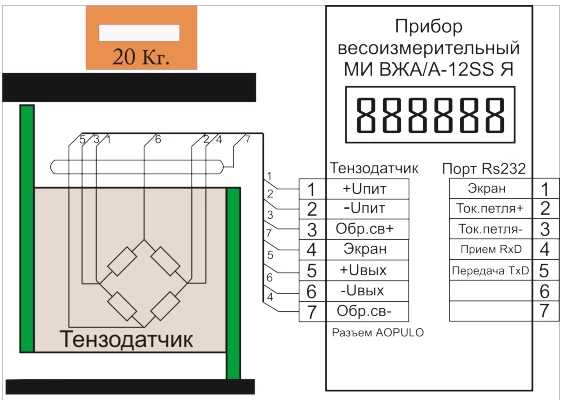 20 Кг.
Прибор
весоизмерительный
МИ ВЖА/А-12SS Я
888888
5 3 1 6 2 4 7
Тензодатчик
Порт Rs232
1 1 +Uпит
2 2 -Uпит
3 3 Обр.св+
7 4 Экран
5 5 +Uвых
6 6 -Uвых
4 7 Обр.св-
Экран 1
Ток.петля+ 2
Ток.петля- 3
Прием RxD 4
Передача TxD 5
6
7
Разъем AOPULO
Тензодатчик